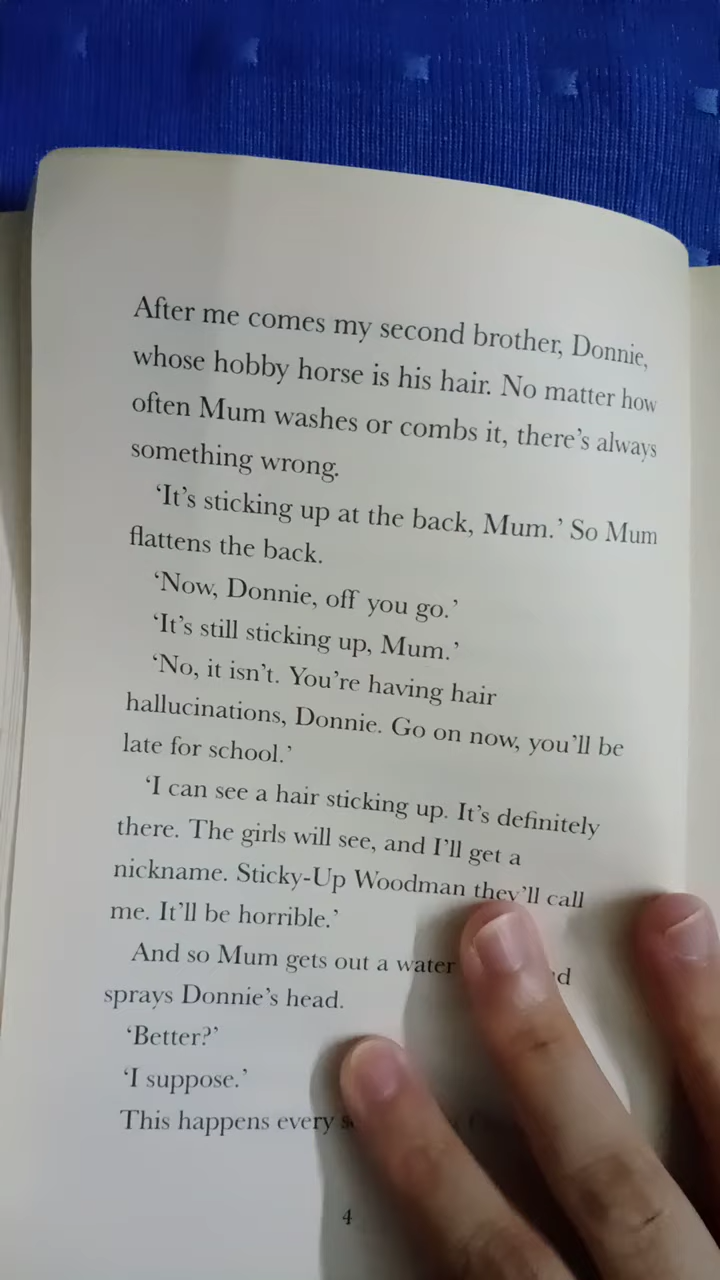 After me comes my second brother, Donnie,
whose hobby horse is his hair. No matter how
often Mum washes or combs it, there's always
something wrong.
‘It's sticking up at the back, Mum.’ So Mum
flattens the back.
‘Now, Donnie, off you go.’
‘It's still sticking up, Mum.’
‘No, it isn't. You're having hair
hallucinations, Donnie. Go on now, you'll be
late for school.’
‘I can see a hair sticking up. It's definitely
there. The girls will see, and I'll get a
nickname. Sticky-Up Woodman they'll call
me. It'll be horrible.’
And so Mum gets out a water
sprays Donnie's head.
‘Better?’
‘I suppose.’
This happens every
4